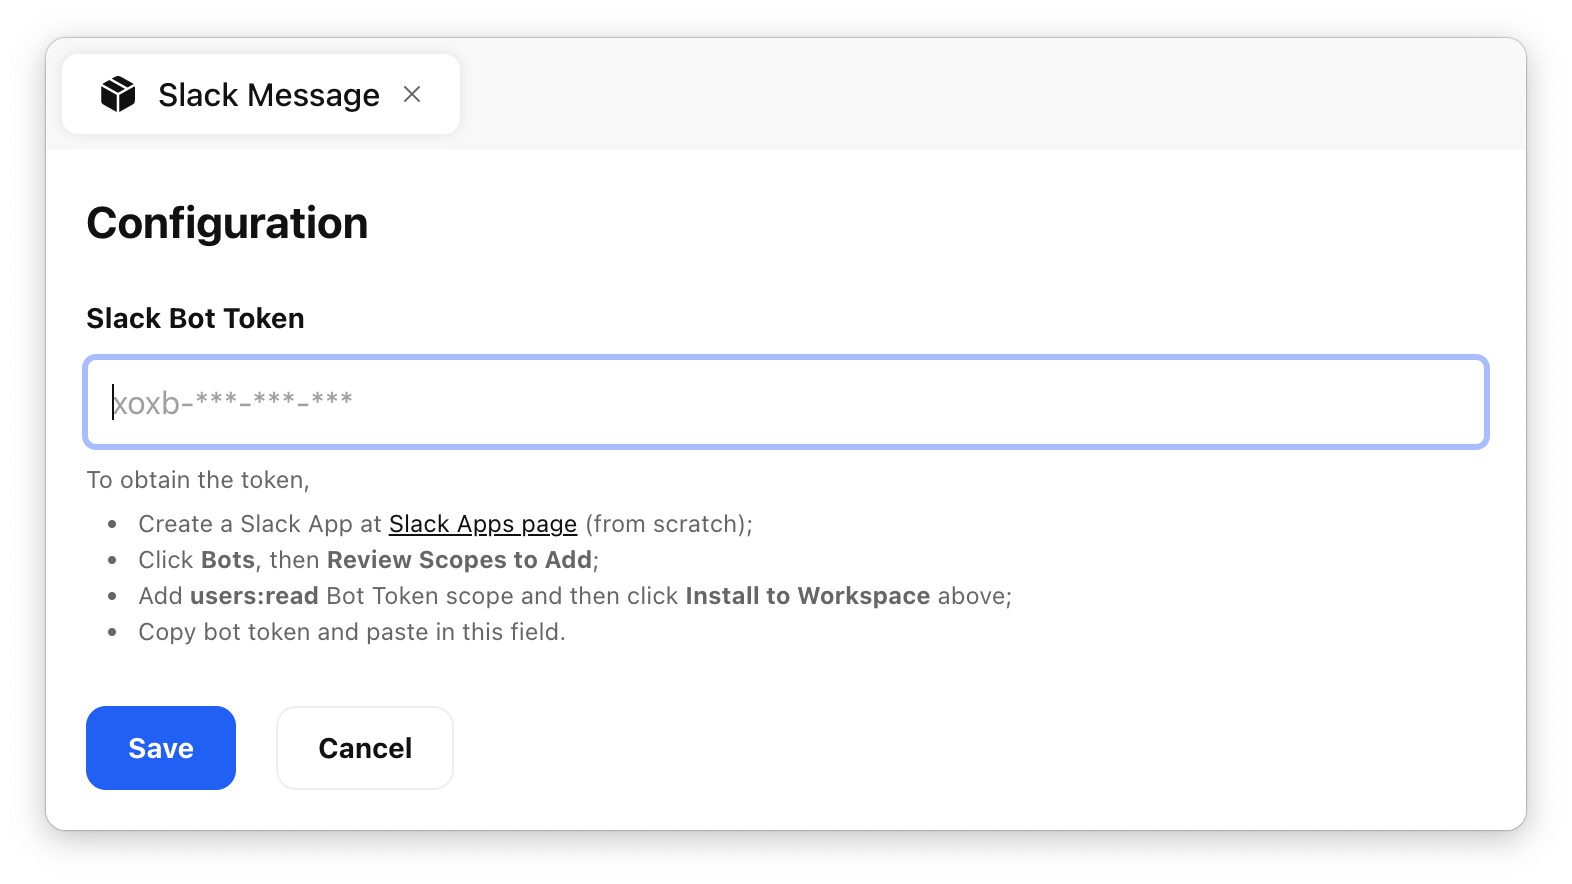 Slack Message
Configuration
Slack Bot Token
xoxb-***-***-***
To obtain the token,
• Create a Slack App at Slack Apps page (from scratch);
• Click Bots, then Review Scopes to Add;
• Add users:read Bot Token scope and then click Install to Workspace above;
• Copy bot token and paste in this field.
Save Cancel